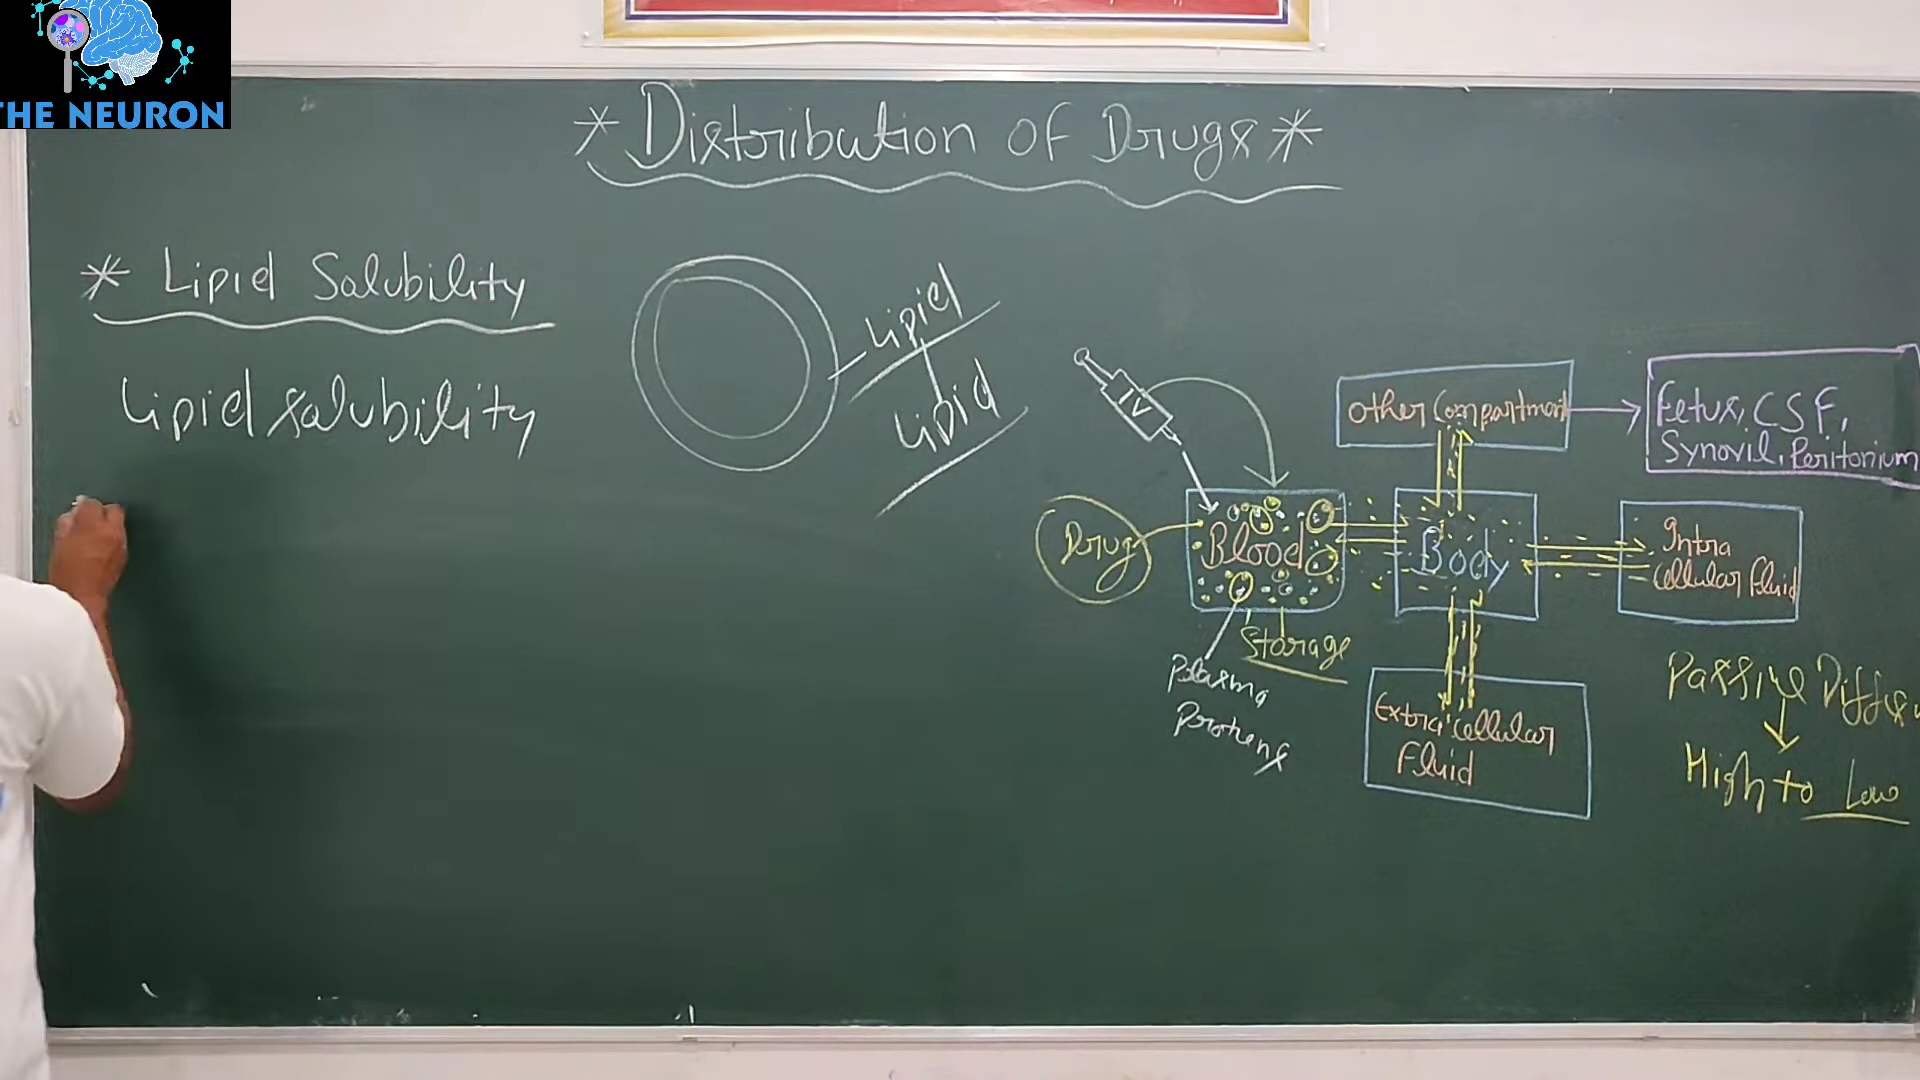 THE NEURON
* Distribution of Drugs *
* Lipid Solubility
Lipid solubility
Lipid
Lipid
IV
Drug
Blood
Storage
Plasma
Proteins
Body
Other Compartment
Fetus, CSF,
Synovil, Peritonium
Intra
Cellular Fluid
Extra cellular
Fluid
Passive Diffusi
High to Low